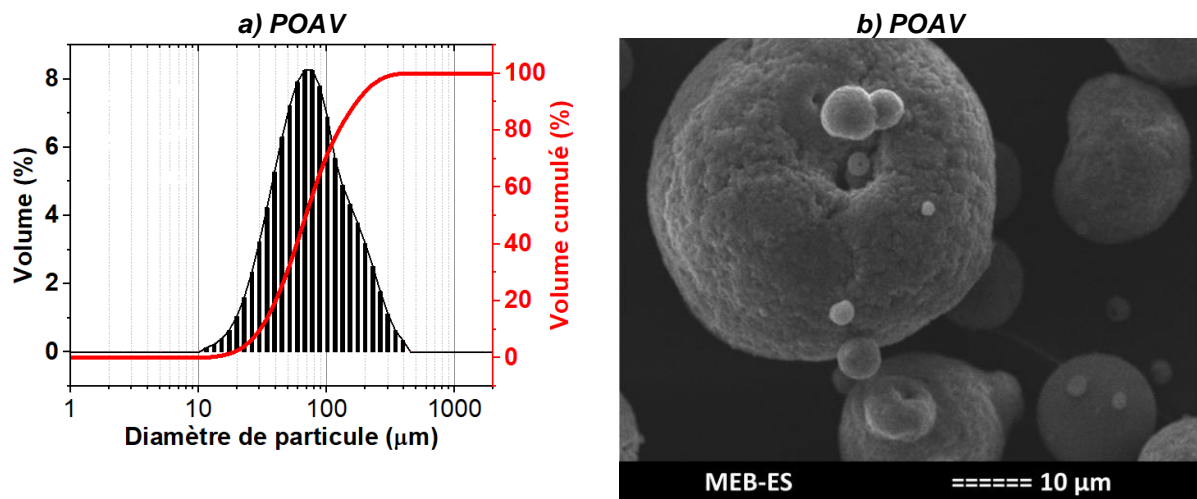 a) POAV
b) POAV
Volume (%)
8
6
4
2
0
100
80
60
40
20
0
Volume cumulé (%)
1
10
100
1000
Diamètre de particule (µm)
MEB-ES
====== 10 µm